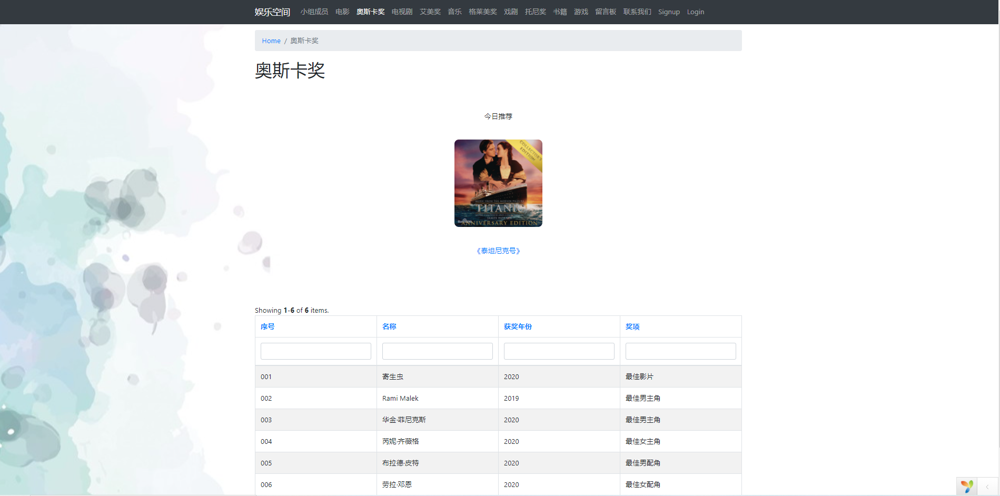 娱乐空间 小组成员 电影 奥斯卡奖 电视剧 艾美奖 音乐 格莱美奖 戏剧 托尼奖 书籍 游戏 留言板 联系我们 Signup Login
Home / 奥斯卡奖
奥斯卡奖
今日推荐
COLLECTOR'S
EDITION
MUSIC FROM THE MOTION PICTURE
TITANIC
JAMES HORNER
ANNIVERSARY EDITION
《泰坦尼克号》
Showing 1-6 of 6 items.
序号 名称 获奖年份 奖项
001 寄生虫 2020 最佳影片
002 Rami Malek 2019 最佳男主角
003 华金·菲尼克斯 2020 最佳男主角
004 芮妮·齐薇格 2020 最佳女主角
005 布拉德·皮特 2020 最佳男配角
006 劳拉·邓恩 2020 最佳女配角